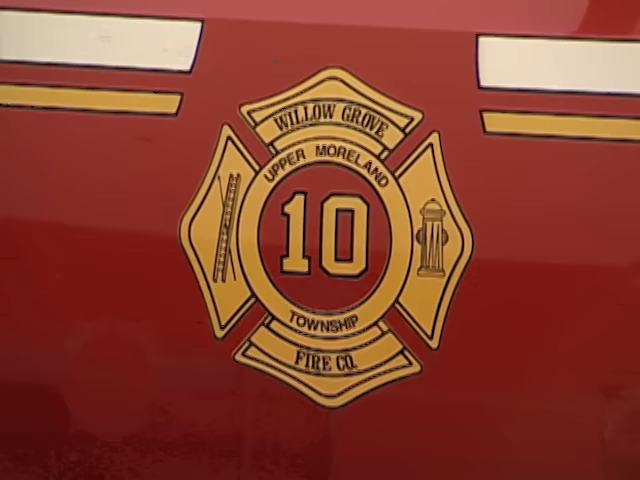 WILLOW GROVE
UPPER MORELAND
10
TOWNSHIP
FIRE CO.